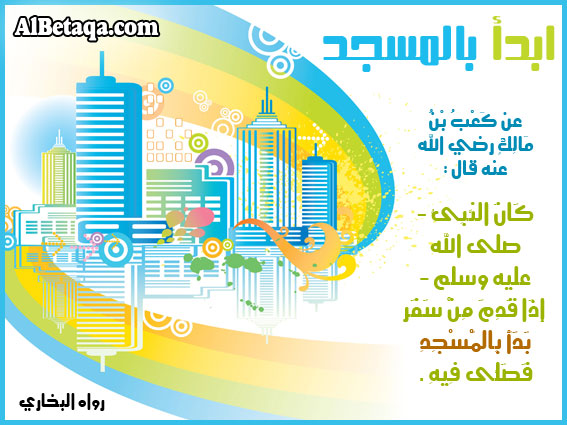 AlBetaqa.com
ابدأ بالمسجد
عن كَعْبُ بْنُ
مَالِكٍ رضي الله
عنه قال :
كَانَ النبى -
صلى الله
عليه وسلم -
إِذَا قَدِمَ مِنْ سَفَرٍ
بَدَأَ بِالْمَسْجِدِ
فَصَلَّى فِيهِ .
رواه البخاري